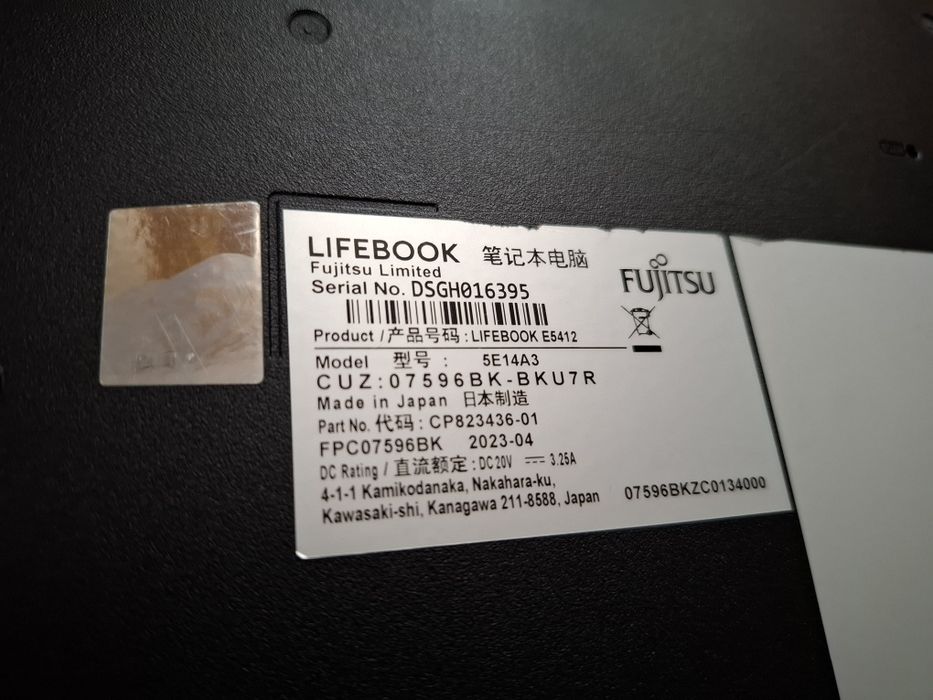 LIFEBOOK 笔记本电脑
Fujitsu Limited
FUJITSU
Serial No. DSGH016395
Product / 产品号码 : LIFEBOOK E5412
Model 型号 : 5E14A3
CUZ:07596BK-BKU7R
Made in Japan 日本制造
Part No. 代码 : CP823436-01
FPC07596BK 2023-04
DC Rating / 直流额定 : DC 20V ⎓ 3.25A
4-1-1 Kamikodanaka, Nakahara-ku,
Kawasaki-shi, Kanagawa 211-8588, Japan
07596BKZC0134000